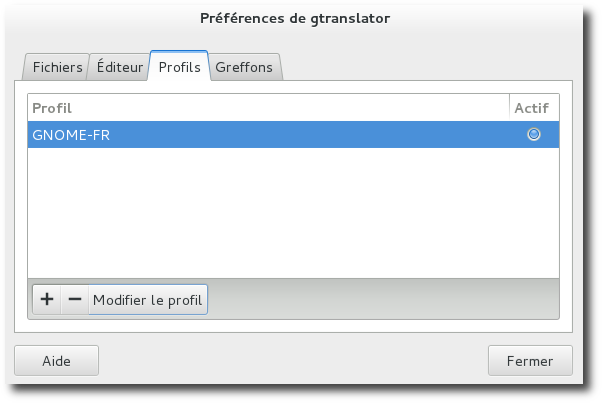 Préférences de gtranslator
Fichiers Éditeur Profils Greffons
Profil Actif
GNOME-FR
+ − Modifier le profil
Aide Fermer